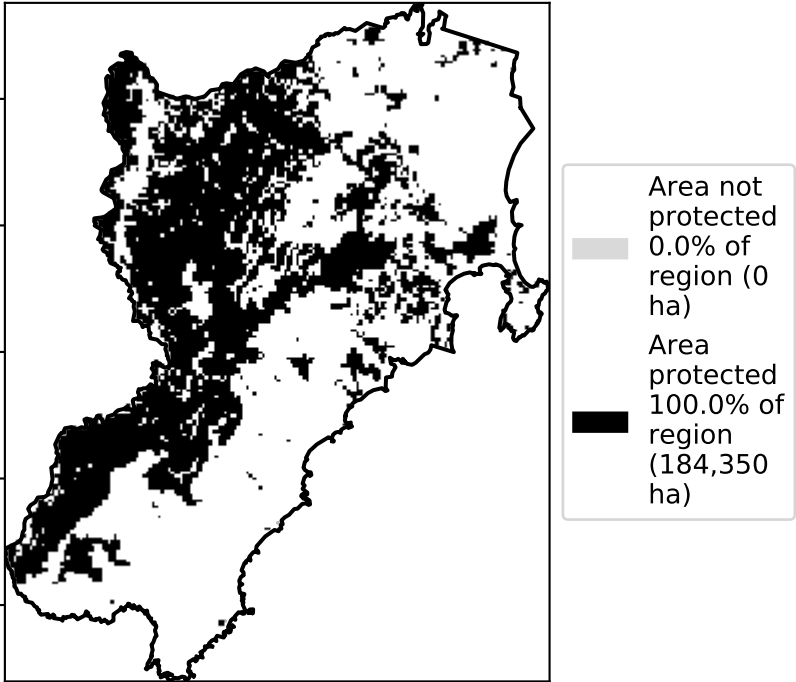 Area not
protected
0.0% of
region (0
ha)
Area
protected
100.0% of
region
(184,350
ha)